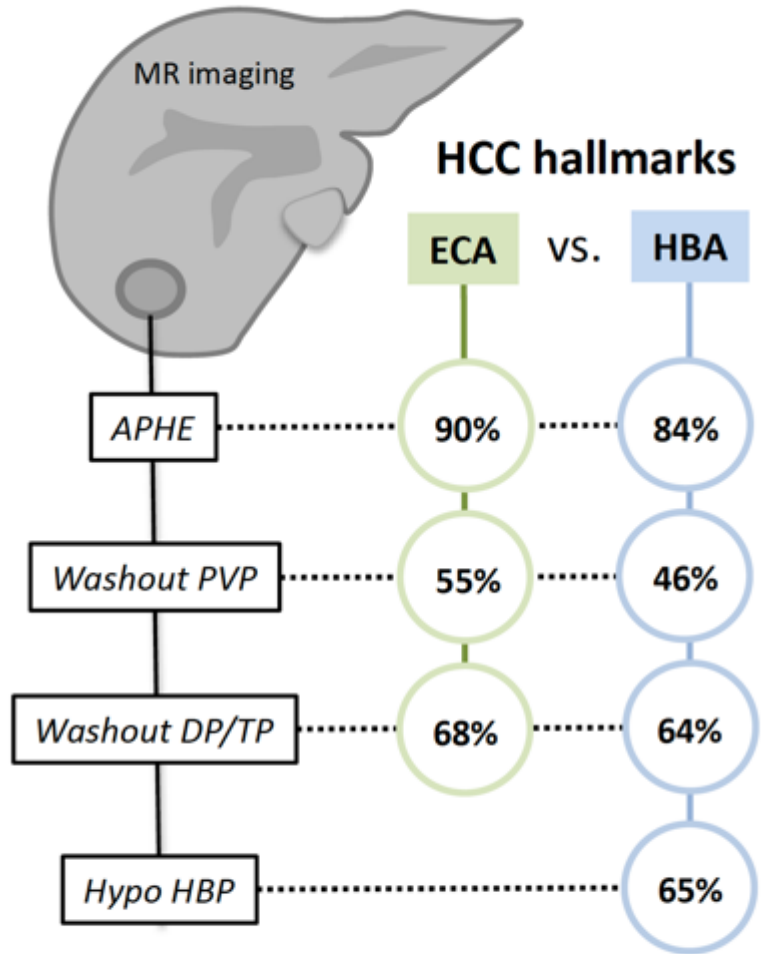 MR imaging
HCC hallmarks
ECA vs. HBA
APHE 90% 84%
Washout PVP 55% 46%
Washout DP/TP 68% 64%
Hypo HBP 65%